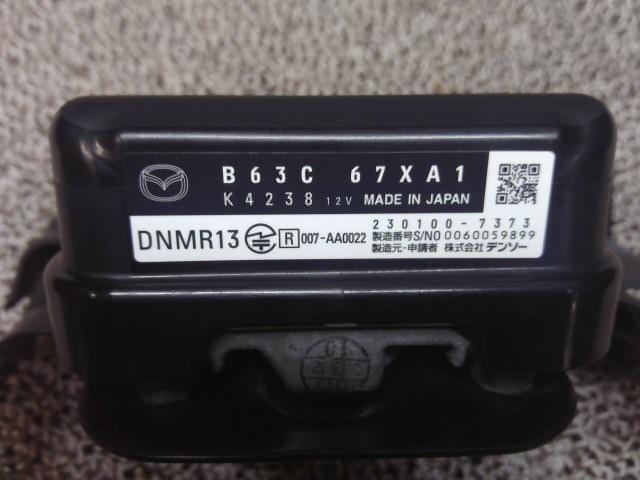 B63C 67XA1
K4238 12V MADE IN JAPAN
DNMR13 R 007-AA0022
230100-7373
製造番号S/N 0060059899
製造元・申請者 株式会社 デンソー